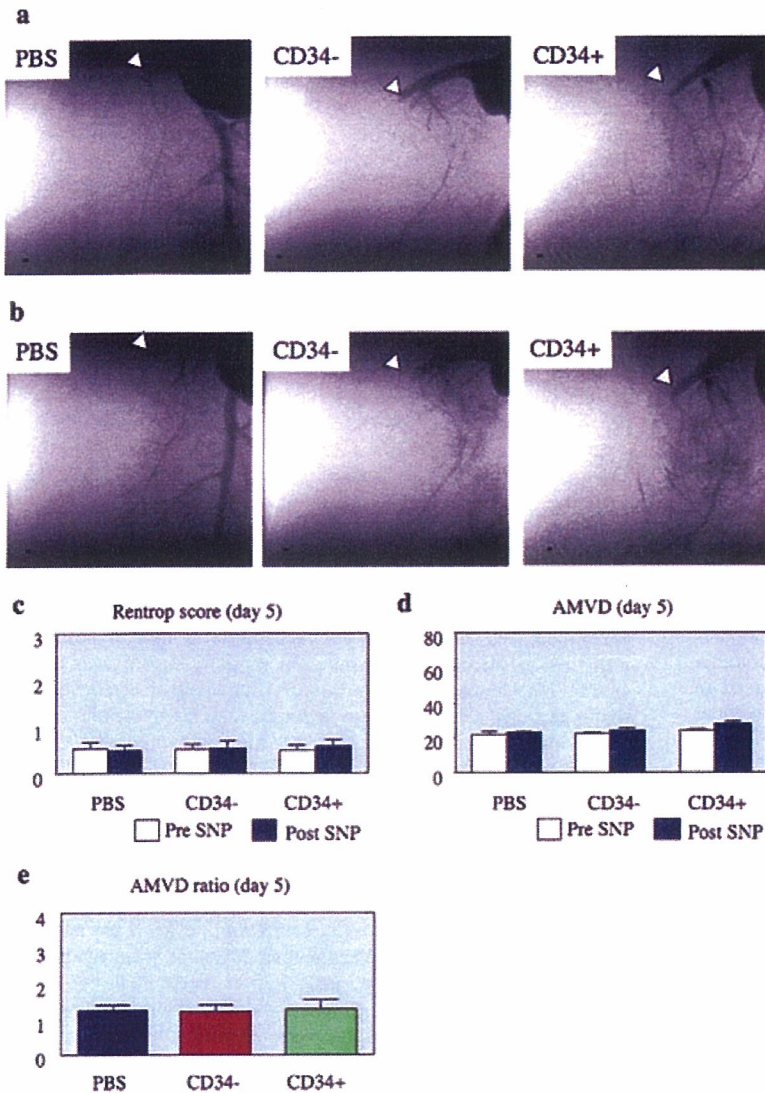 a
PBS
CD34-
CD34+
b
PBS
CD34-
CD34+
c
Rentrop score (day 5)
3
2
1
0
PBS
CD34-
CD34+
Pre SNP
Post SNP
d
AMVD (day 5)
80
60
40
20
0
PBS
CD34-
CD34+
Pre SNP
Post SNP
e
AMVD ratio (day 5)
4
3
2
1
0
PBS
CD34-
CD34+